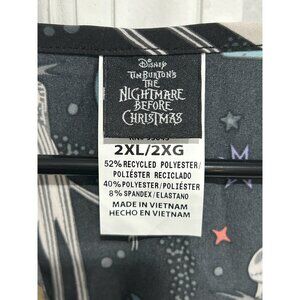 Disney
Tim Burton's
The
Nightmare
Before
Christmas
2XL/2XG
52% RECYCLED POLYESTER/
POLIÉSTER RECICLADO
40% POLYESTER/POLIÉSTER
8% SPANDEX/ELASTANO
MADE IN VIETNAM
HECHO EN VIETNAM